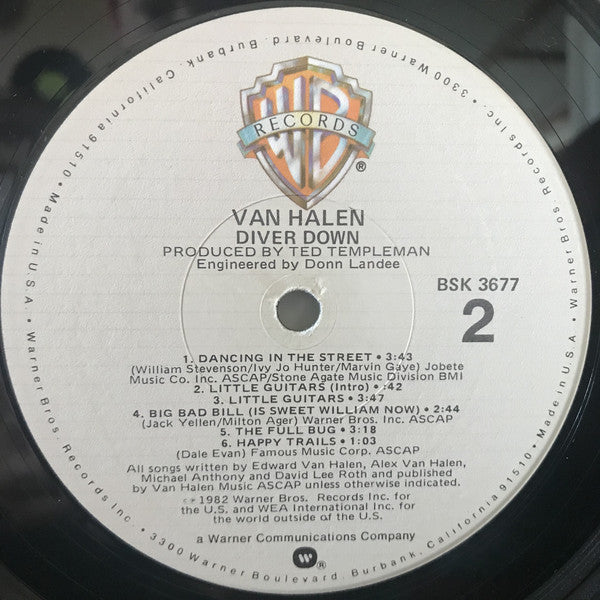 WB
RECORDS
®
VAN HALEN
DIVER DOWN
PRODUCED BY TED TEMPLEMAN
Engineered by Donn Landee
BSK 3677
2
1. DANCING IN THE STREET • 3:43
(William Stevenson/Ivy Jo Hunter/Marvin Gaye) Jobete
Music Co. Inc. ASCAP/Stone Agate Music Division BMI
2. LITTLE GUITARS (Intro) • :42
3. LITTLE GUITARS • 3:47
4. BIG BAD BILL (IS SWEET WILLIAM NOW) • 2:44
(Jack Yellen/Milton Ager) Warner Bros. Inc. ASCAP
5. THE FULL BUG • 3:18
6. HAPPY TRAILS • 1:03
(Dale Evan) Famous Music Corp. ASCAP
All songs written by Edward Van Halen, Alex Van Halen,
Michael Anthony and David Lee Roth and published
by Van Halen Music ASCAP unless otherwise indicated.
℗ 1982 Warner Bros. Records Inc. for
the U.S. and WEA International Inc. for
the world outside of the U.S.
a Warner Communications Company
Warner Bros. Records Inc. • 3300 Warner Boulevard, Burbank, California 91510 • Made in U.S.A. •
Warner Bros. Records Inc. • 3300 Warner Boulevard, Burbank, California 91510 • Made in U.S.A. •